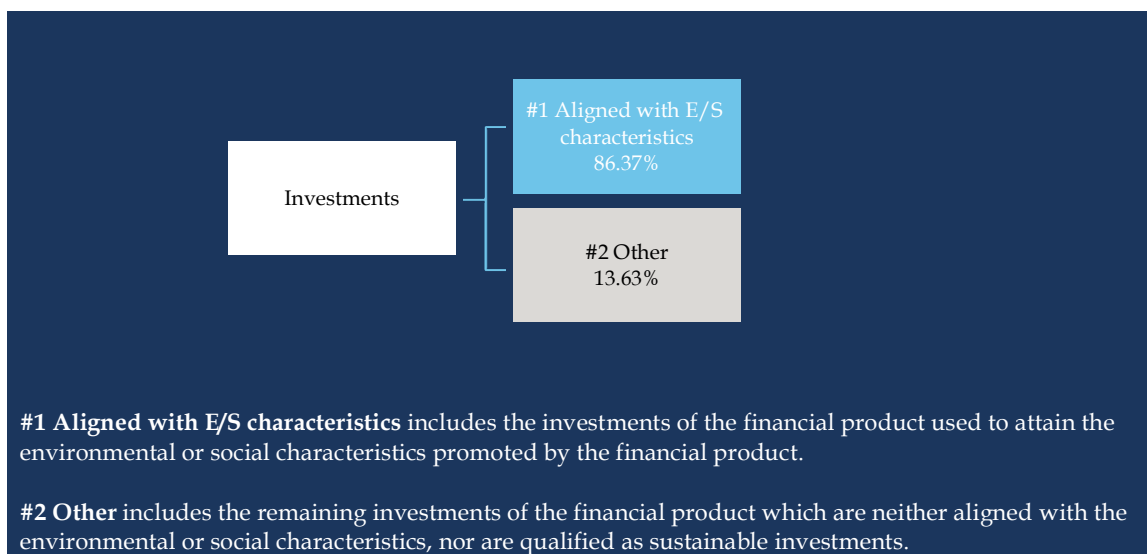 #1 Aligned with E/S
characteristics
86.37%
Investments
#2 Other
13.63%
#1 Aligned with E/S characteristics includes the investments of the financial product used to attain the
environmental or social characteristics promoted by the financial product.
#2 Other includes the remaining investments of the financial product which are neither aligned with the
environmental or social characteristics, nor are qualified as sustainable investments.